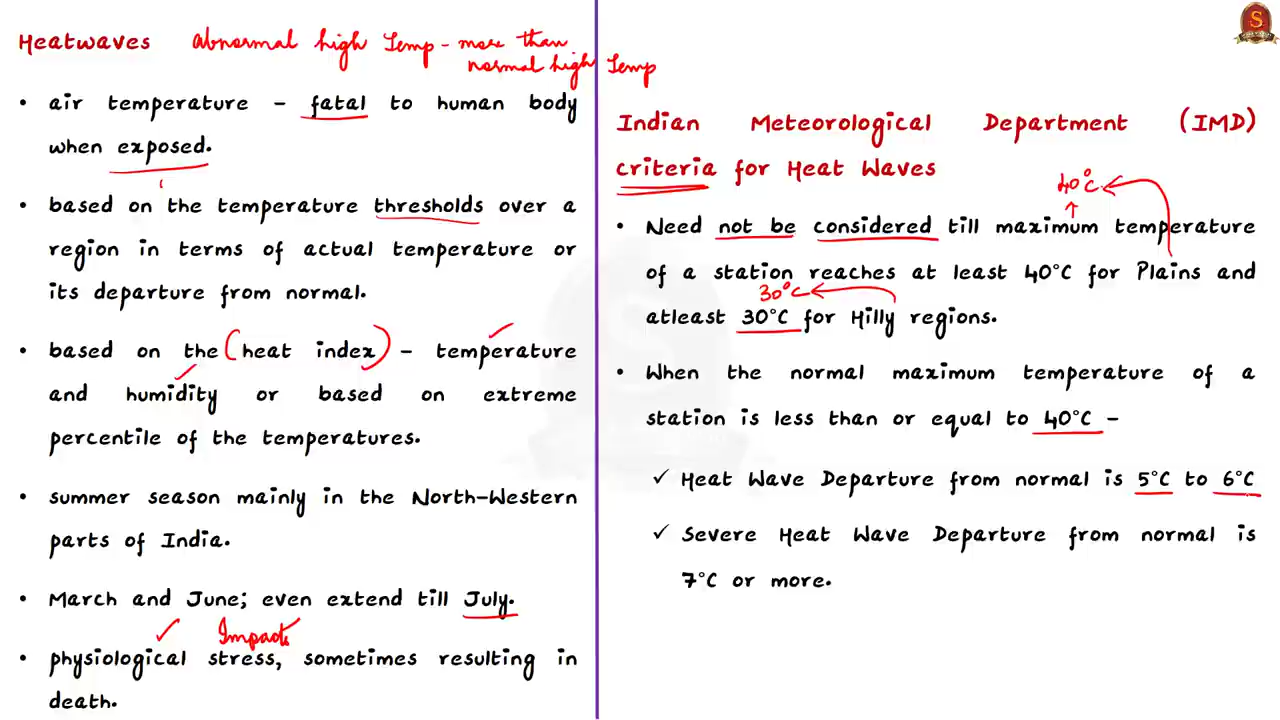 Heatwaves abnormal high Temp - more than
normal high Temp
• air temperature - fatal to human body
when exposed.
• based on the temperature thresholds over a
region in terms of actual temperature or
its departure from normal.
• based on the (heat index) - temperature
and humidity or based on extreme
percentile of the temperatures.
• summer season mainly in the North-Western
parts of India.
• March and June; even extend till July.
Impacts
• physiological stress, sometimes resulting in
death.
Indian Meteorological Department (IMD)
criteria for Heat Waves
40°C
• Need not be considered till maximum temperature
of a station reaches at least 40°C for Plains and
30°C
atleast 30°C for Hilly regions.
• When the normal maximum temperature of a
station is less than or equal to 40°C -
✓ Heat Wave Departure from normal is 5°C to 6°C
✓ Severe Heat Wave Departure from normal is
7°C or more.
S